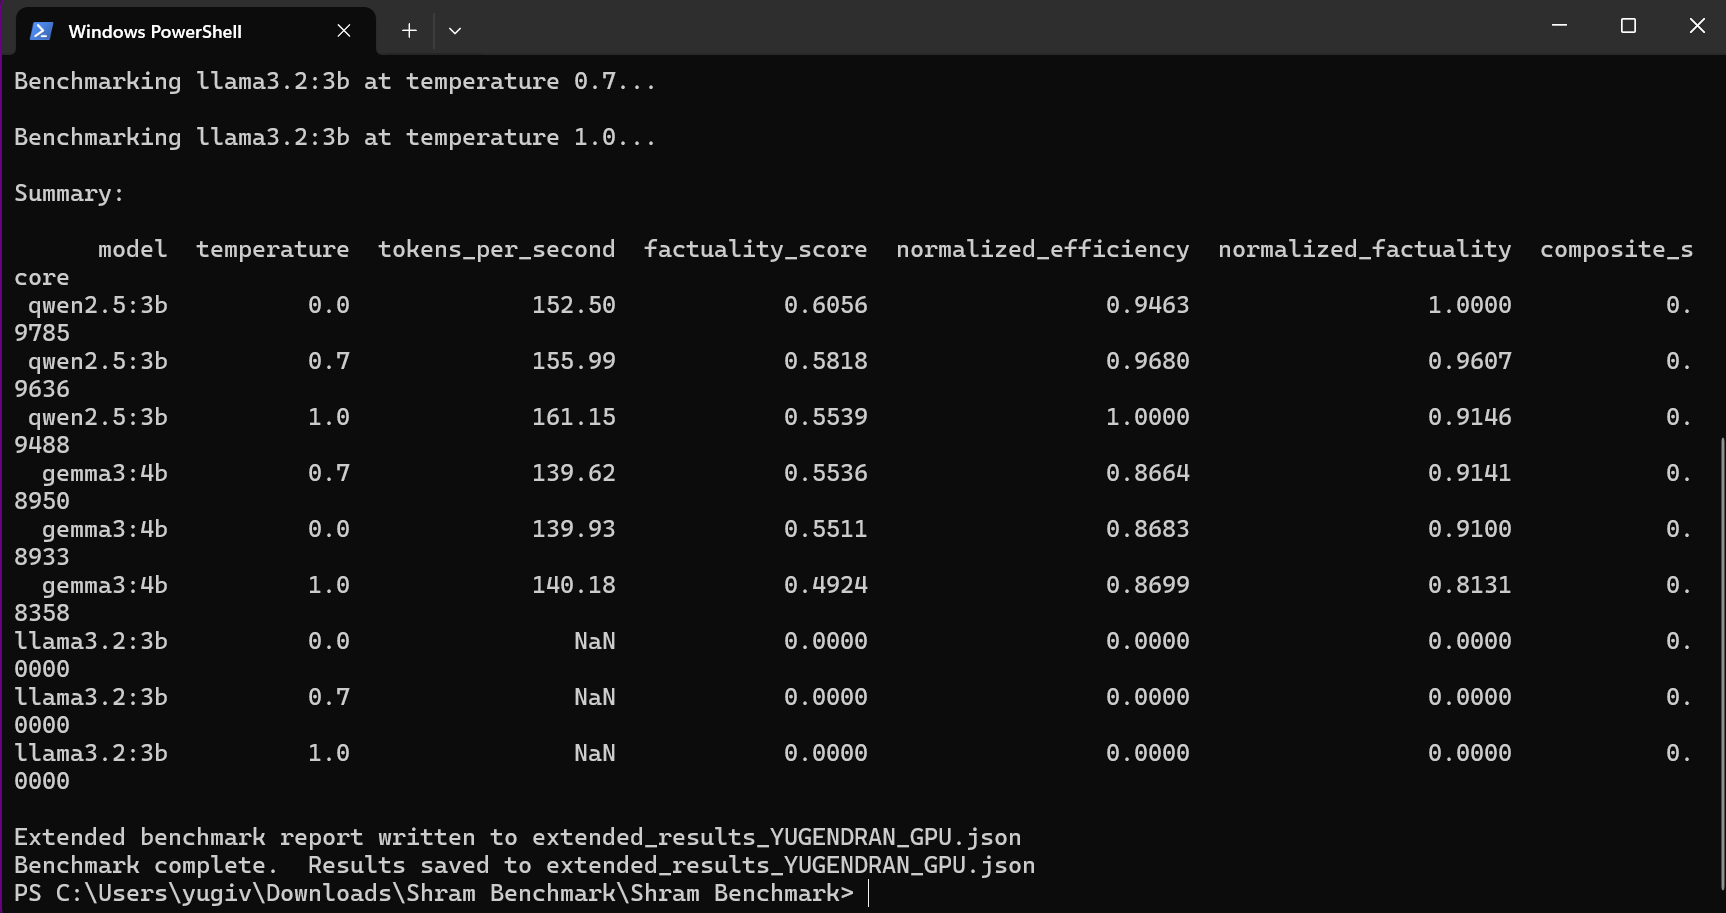 Windows PowerShell
Benchmarking llama3.2:3b at temperature 0.7...
Benchmarking llama3.2:3b at temperature 1.0...
Summary:
      model  temperature  tokens_per_second  factuality_score  normalized_efficiency  normalized_factuality  composite_s
core
 qwen2.5:3b          0.0             152.50            0.6056                 0.9463                 1.0000           0.
9785
 qwen2.5:3b          0.7             155.99            0.5818                 0.9680                 0.9607           0.
9636
 qwen2.5:3b          1.0             161.15            0.5539                 1.0000                 0.9146           0.
9488
  gemma3:4b          0.7             139.62            0.5536                 0.8664                 0.9141           0.
8950
  gemma3:4b          0.0             139.93            0.5511                 0.8683                 0.9100           0.
8933
  gemma3:4b          1.0             140.18            0.4924                 0.8699                 0.8131           0.
8358
llama3.2:3b          0.0                NaN            0.0000                 0.0000                 0.0000           0.
0000
llama3.2:3b          0.7                NaN            0.0000                 0.0000                 0.0000           0.
0000
llama3.2:3b          1.0                NaN            0.0000                 0.0000                 0.0000           0.
0000
Extended benchmark report written to extended_results_YUGENDRAN_GPU.json
Benchmark complete.  Results saved to extended_results_YUGENDRAN_GPU.json
PS C:\Users\yugiv\Downloads\Shram Benchmark\Shram Benchmark>